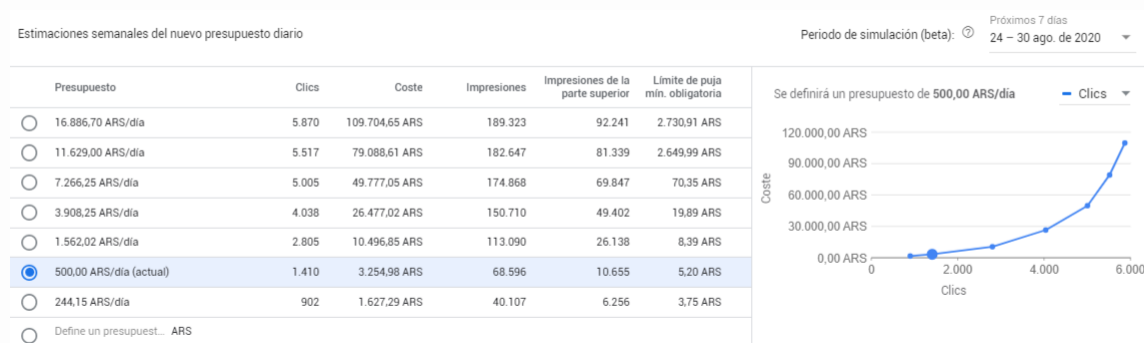 Estimaciones semanales del nuevo presupuesto diario
Periodo de simulación (beta):
Próximos 7 días
24 – 30 ago. de 2020
Presupuesto Clics Coste Impresiones Impresiones de la parte superior Límite de puja mín. obligatoria
16.886,70 ARS/día 5.870 109.704,65 ARS 189.323 92.241 2.730,91 ARS
11.629,00 ARS/día 5.517 79.088,61 ARS 182.647 81.339 2.649,99 ARS
7.266,25 ARS/día 5.005 49.777,05 ARS 174.868 69.847 70,35 ARS
3.908,25 ARS/día 4.038 26.477,02 ARS 150.710 49.402 19,89 ARS
1.562,02 ARS/día 2.805 10.496,85 ARS 113.090 26.138 8,39 ARS
500,00 ARS/día (actual) 1.410 3.254,98 ARS 68.596 10.655 5,20 ARS
244,15 ARS/día 902 1.627,29 ARS 40.107 6.256 3,75 ARS
Define un presupuest... ARS
Se definirá un presupuesto de 500,00 ARS/día
Clics
120.000,00 ARS
90.000,00 ARS
60.000,00 ARS
30.000,00 ARS
0,00 ARS
Coste
0 2.000 4.000 6.000
Clics